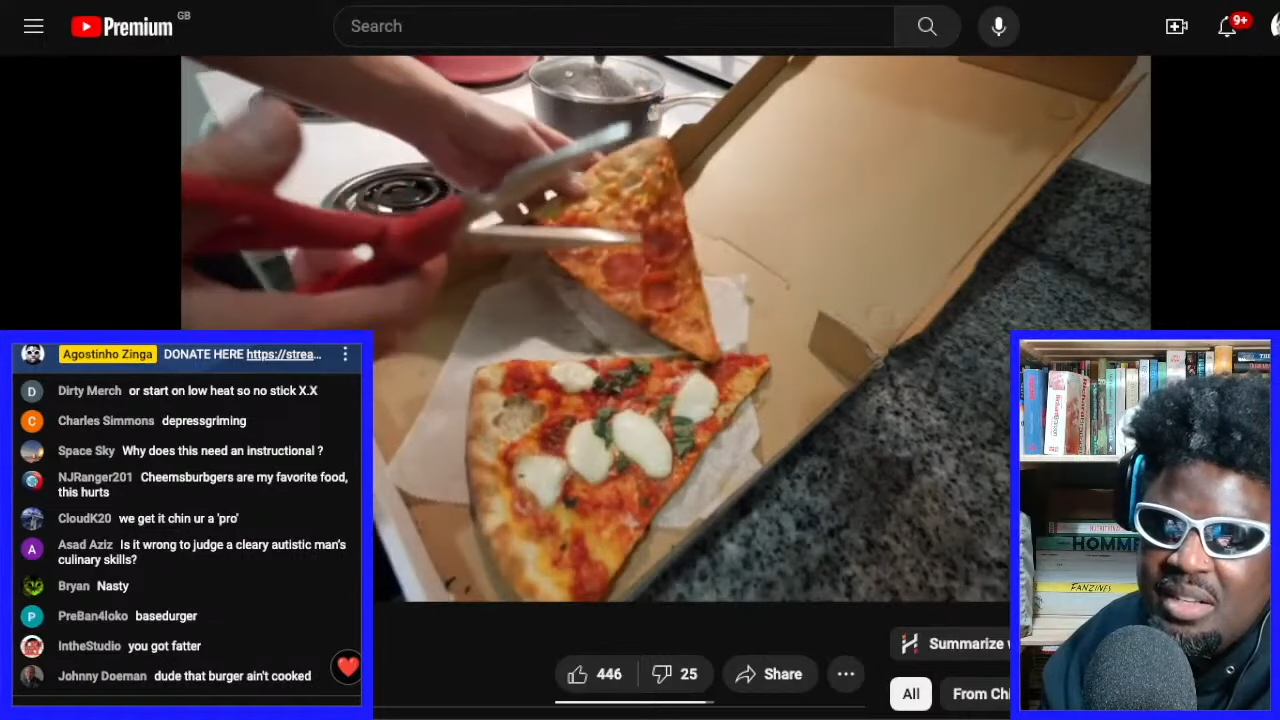 Premium GB
Search
9+
Agostinho Zinga DONATE HERE https://strea...
D Dirty Merch or start on low heat so no stick X.X
C Charles Simmons depressgriming
Space Sky Why does this need an instructional ?
NJRanger201 Cheemsburbgers are my favorite food,
this hurts
CloudK20 we get it chin ur a 'pro'
A Asad Aziz Is it wrong to judge a cleary autistic man's
culinary skills?
Bryan Nasty
P PreBan4loko basedurger
IntheStudio you got fatter
Johnny Doeman dude that burger ain't cooked
446
25
Share
Summarize
All
From Chi
HOMME
FANZINES